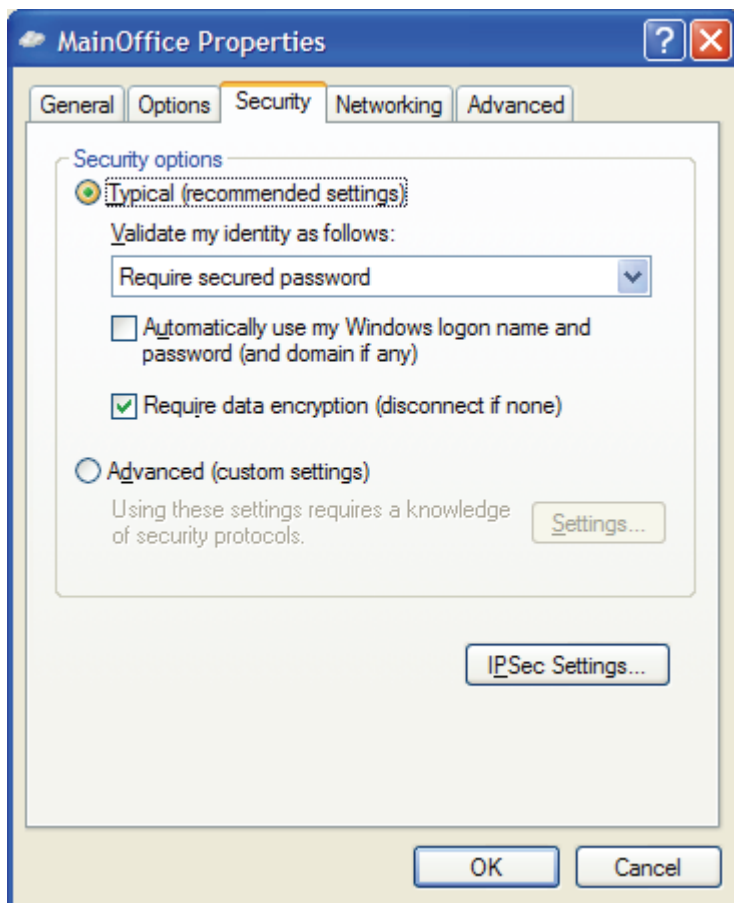 MainOffice Properties
?
General Options Security Networking Advanced
Security options
Typical (recommended settings)
Validate my identity as follows:
Require secured password
Automatically use my Windows logon name and
password (and domain if any)
Require data encryption (disconnect if none)
Advanced (custom settings)
Using these settings requires a knowledge
of security protocols.
Settings...
IPSec Settings...
OK Cancel